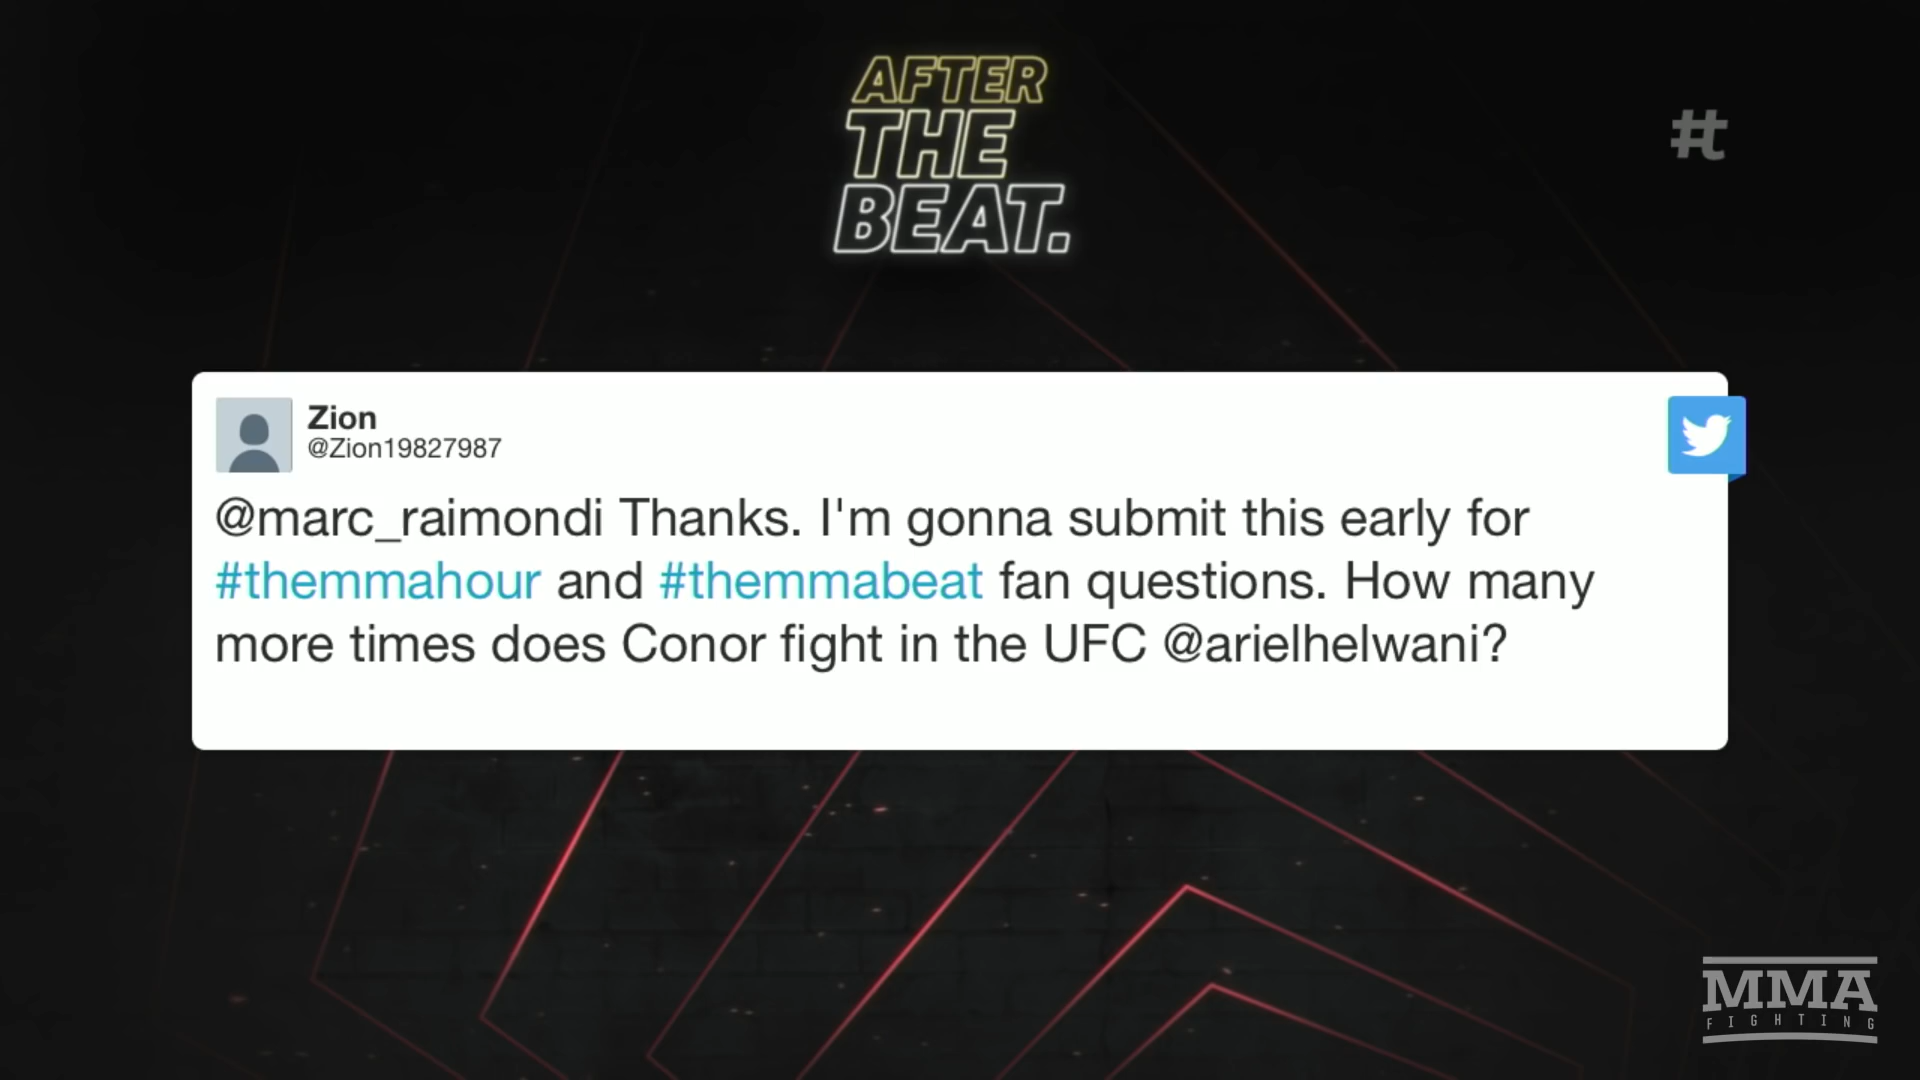 AFTER
THE
BEAT.
#
Zion
@Zion19827987
@marc_raimondi Thanks. I'm gonna submit this early for
#themmahour and #themmabeat fan questions. How many
more times does Conor fight in the UFC @arielhelwani?
MMA
FIGHTING